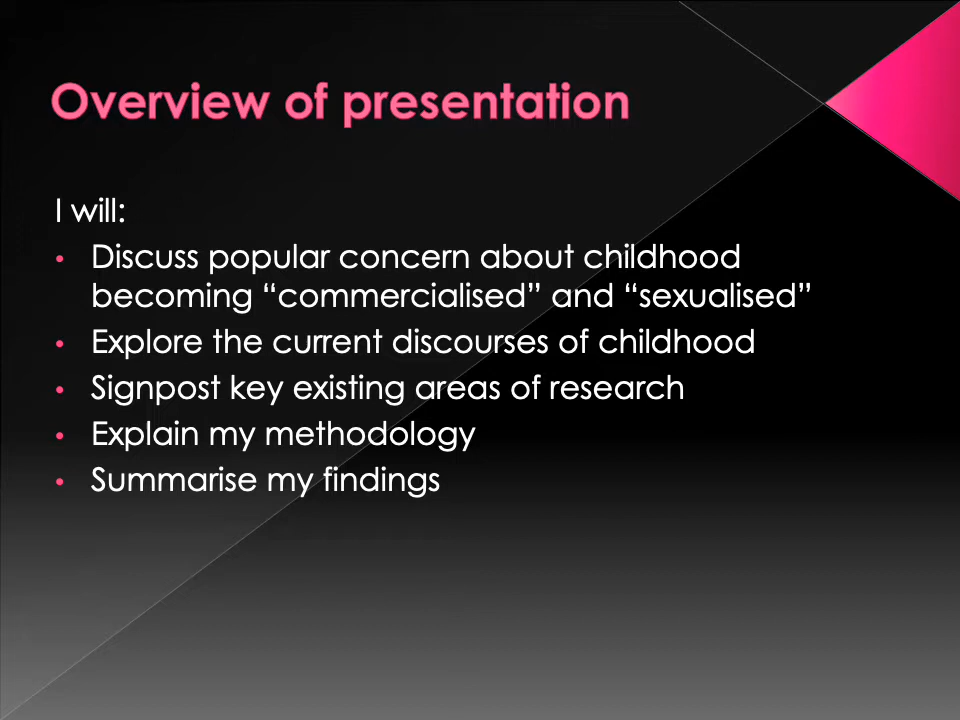 Overview of presentation
I will:
• Discuss popular concern about childhood
becoming “commercialised” and “sexualised”
• Explore the current discourses of childhood
• Signpost key existing areas of research
• Explain my methodology
• Summarise my findings